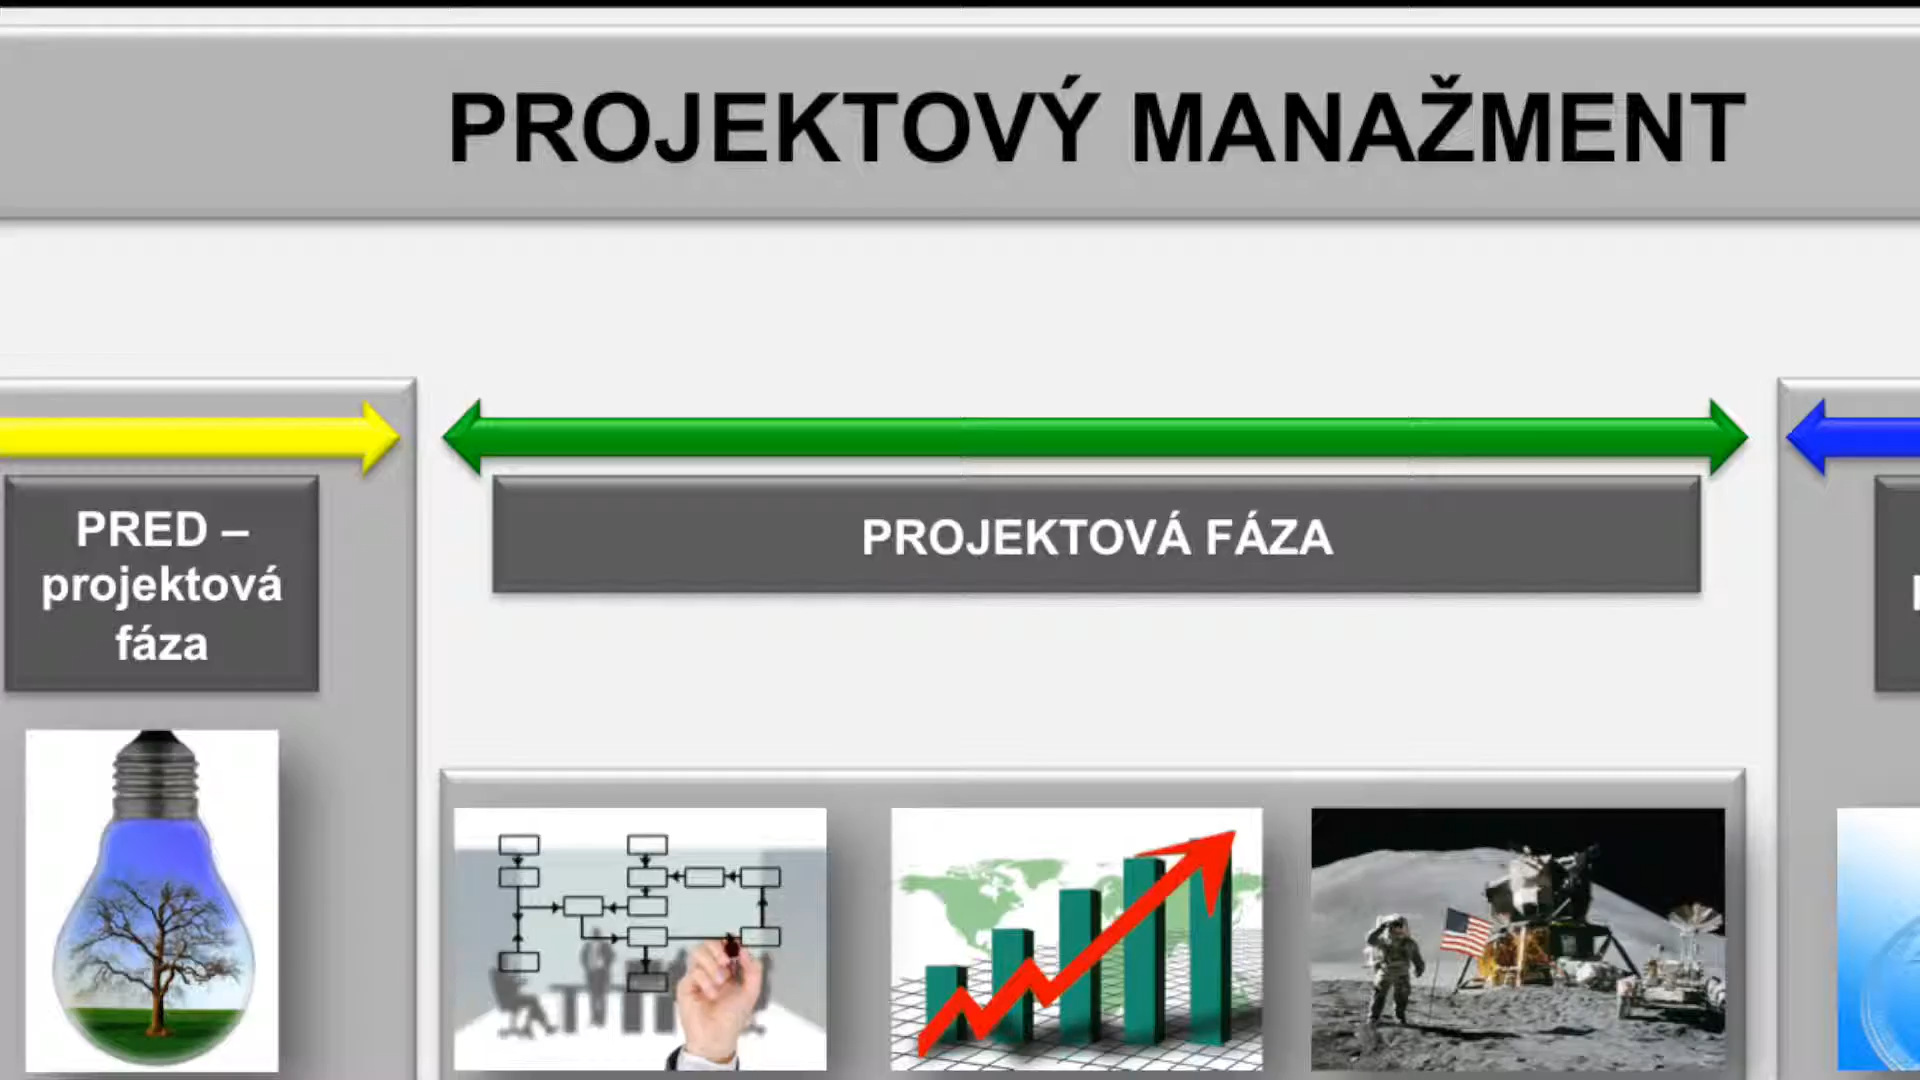 PROJEKTOVÝ MANAŽMENT
PRED –
projektová
fáza
PROJEKTOVÁ FÁZA